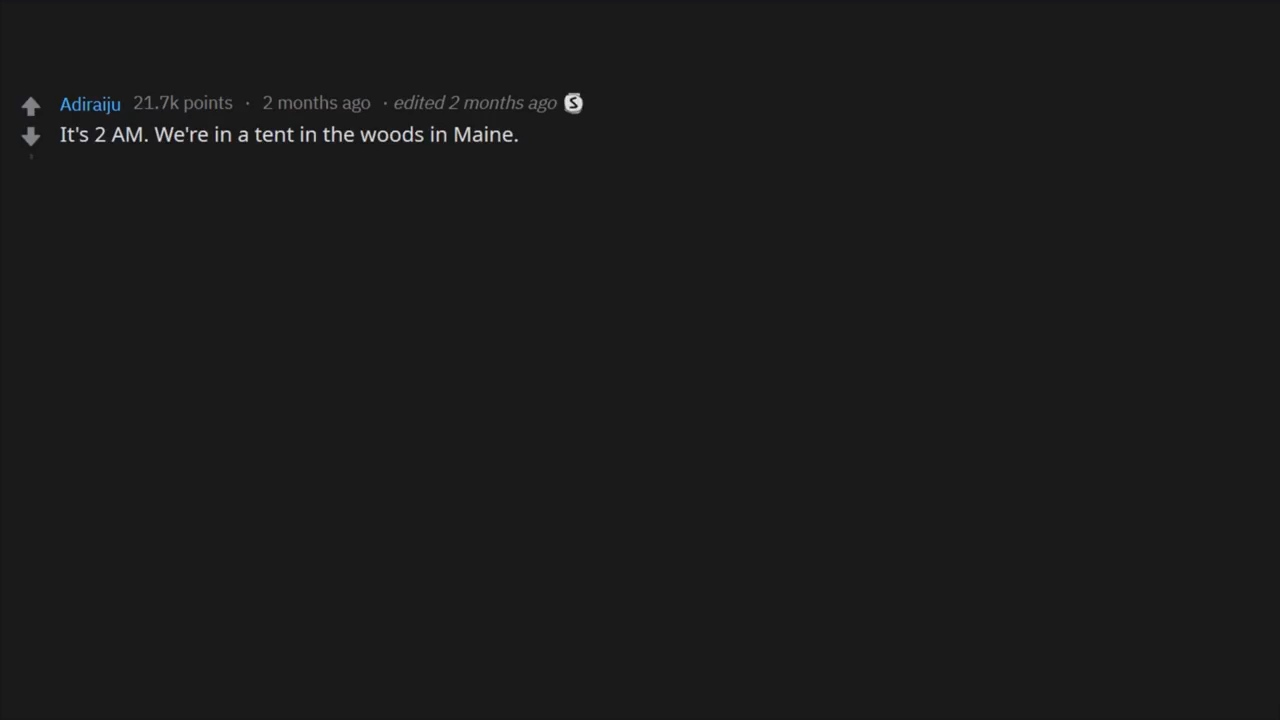 Adiraiju 21.7k points · 2 months ago · edited 2 months ago S
It's 2 AM. We're in a tent in the woods in Maine.